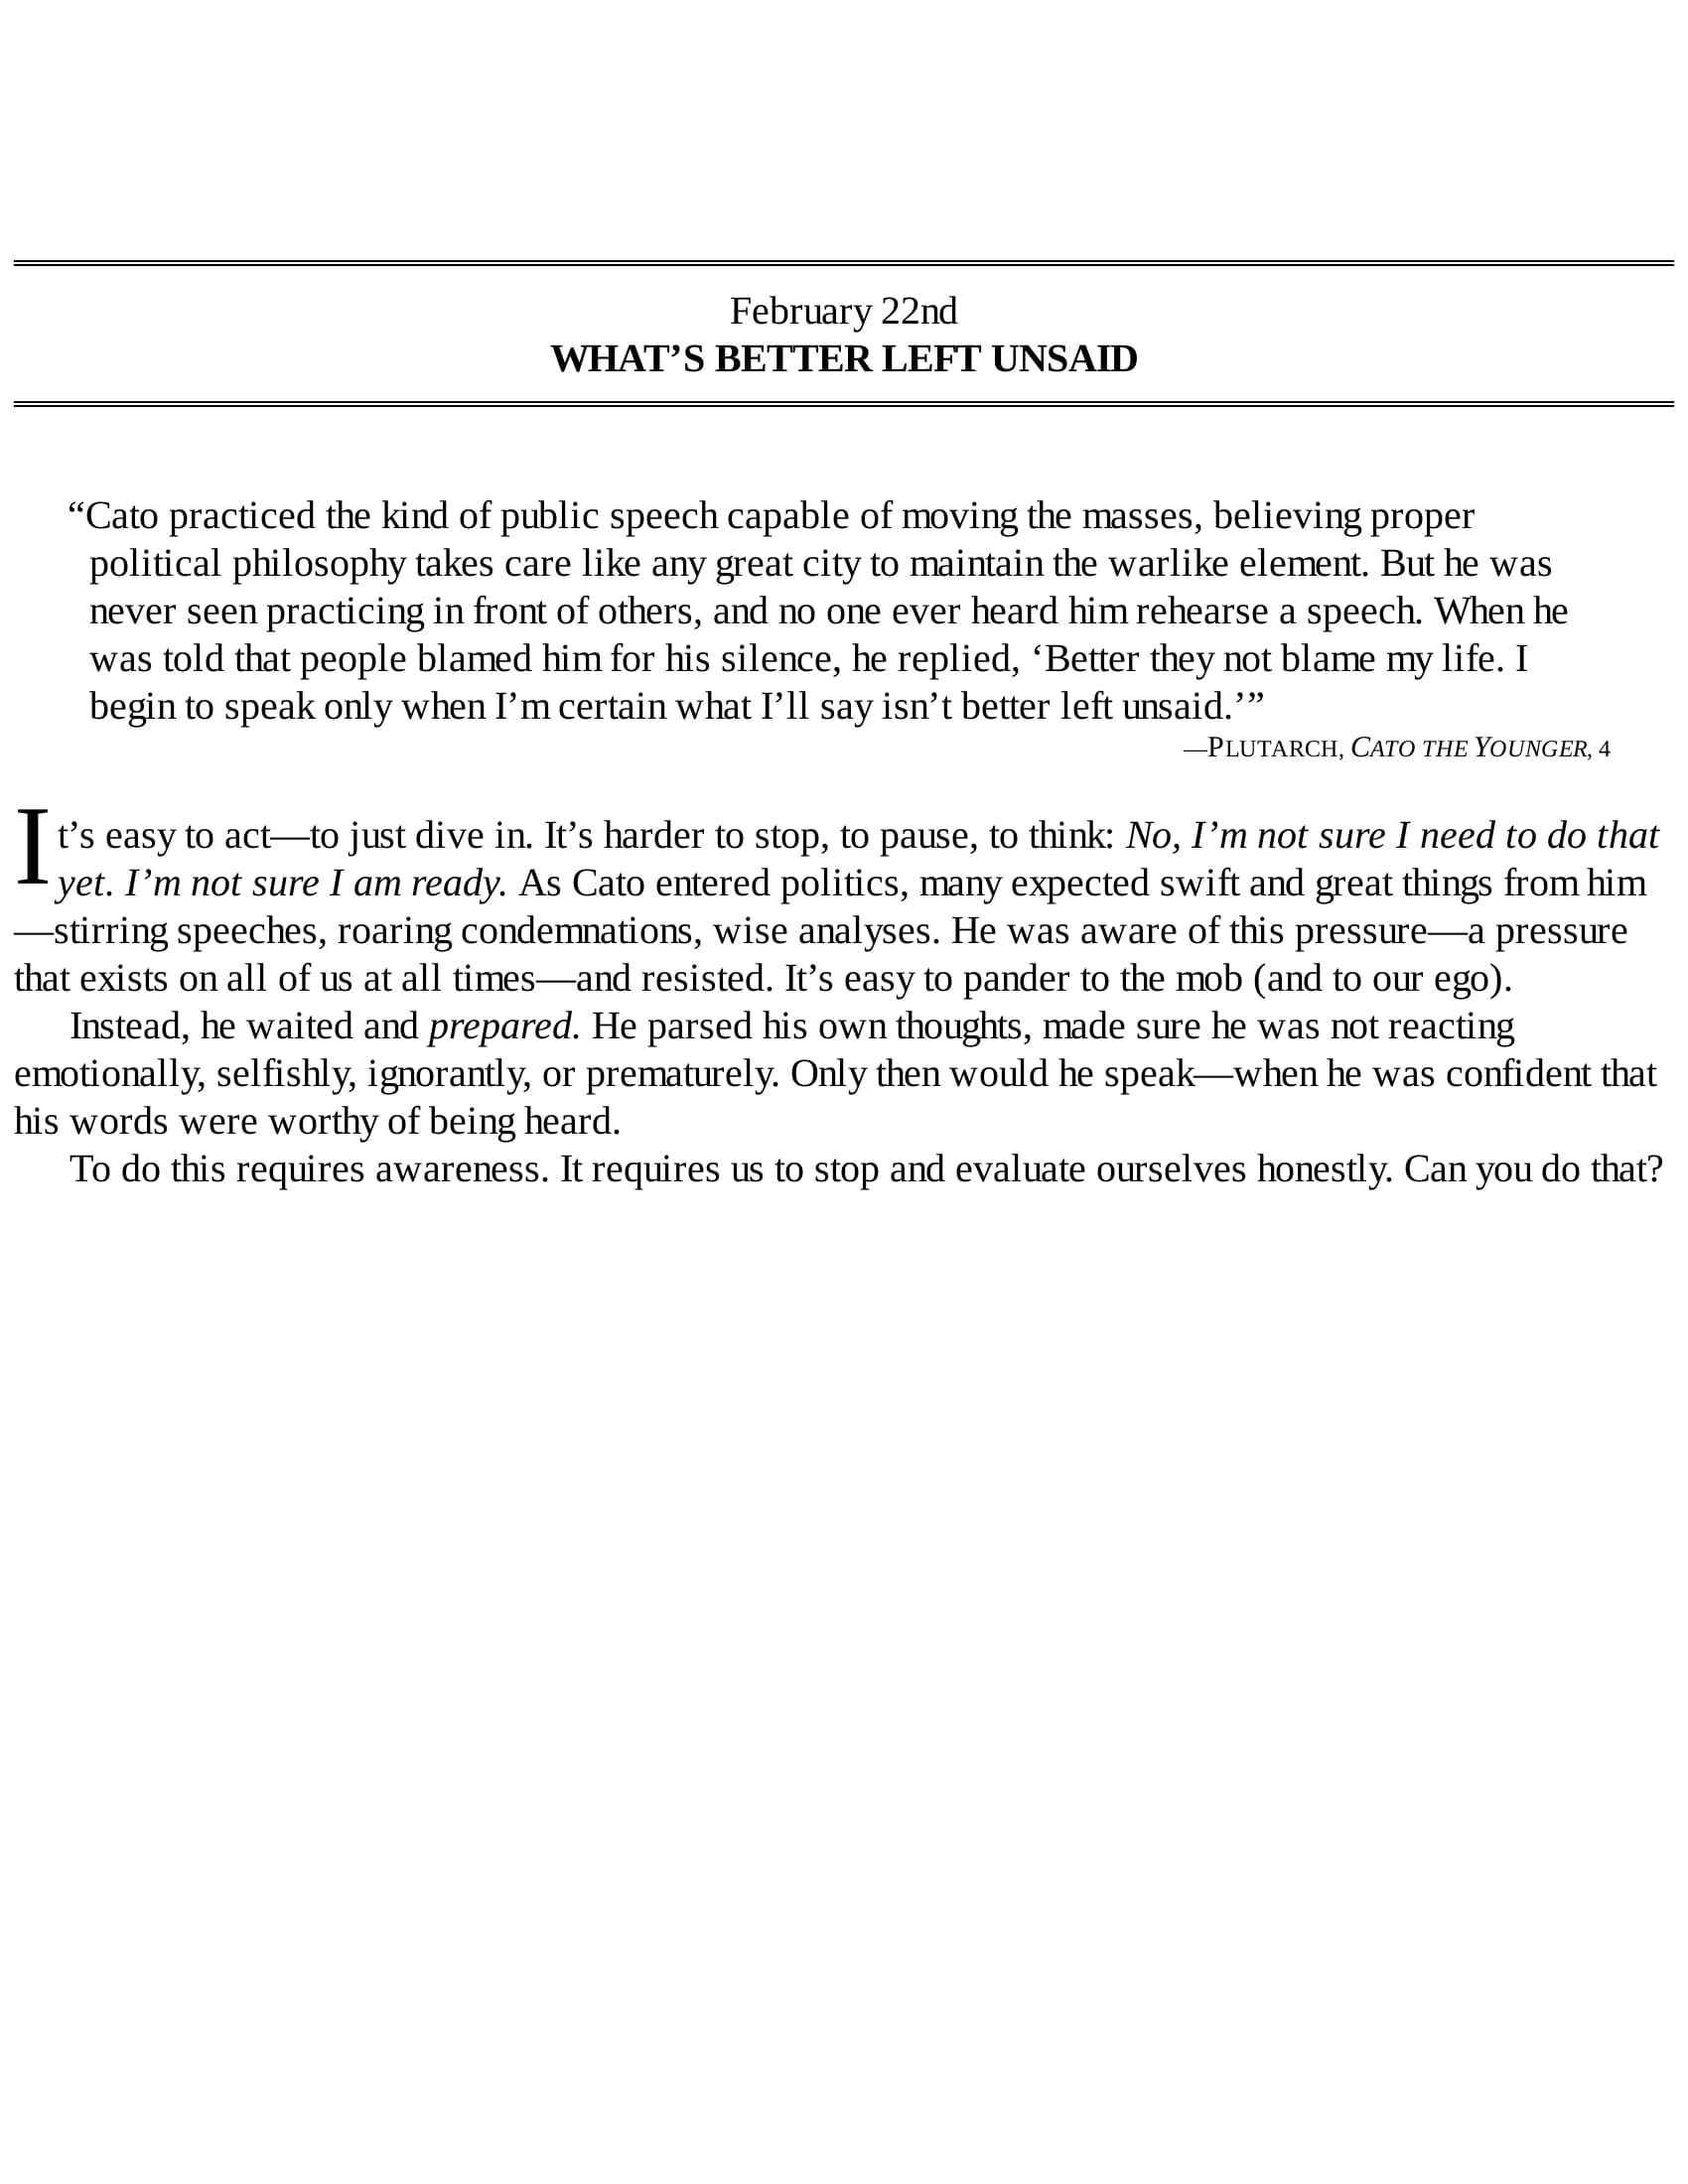 February 22nd
WHAT’S BETTER LEFT UNSAID
“Cato practiced the kind of public speech capable of moving the masses, believing proper
political philosophy takes care like any great city to maintain the warlike element. But he was
never seen practicing in front of others, and no one ever heard him rehearse a speech. When he
was told that people blamed him for his silence, he replied, ‘Better they not blame my life. I
begin to speak only when I’m certain what I’ll say isn’t better left unsaid.’”
—PLUTARCH, CATO THE YOUNGER, 4
It’s easy to act—to just dive in. It’s harder to stop, to pause, to think: No, I’m not sure I need to do that
yet. I’m not sure I am ready. As Cato entered politics, many expected swift and great things from him
—stirring speeches, roaring condemnations, wise analyses. He was aware of this pressure—a pressure
that exists on all of us at all times—and resisted. It’s easy to pander to the mob (and to our ego).
Instead, he waited and prepared. He parsed his own thoughts, made sure he was not reacting
emotionally, selfishly, ignorantly, or prematurely. Only then would he speak—when he was confident that
his words were worthy of being heard.
To do this requires awareness. It requires us to stop and evaluate ourselves honestly. Can you do that?